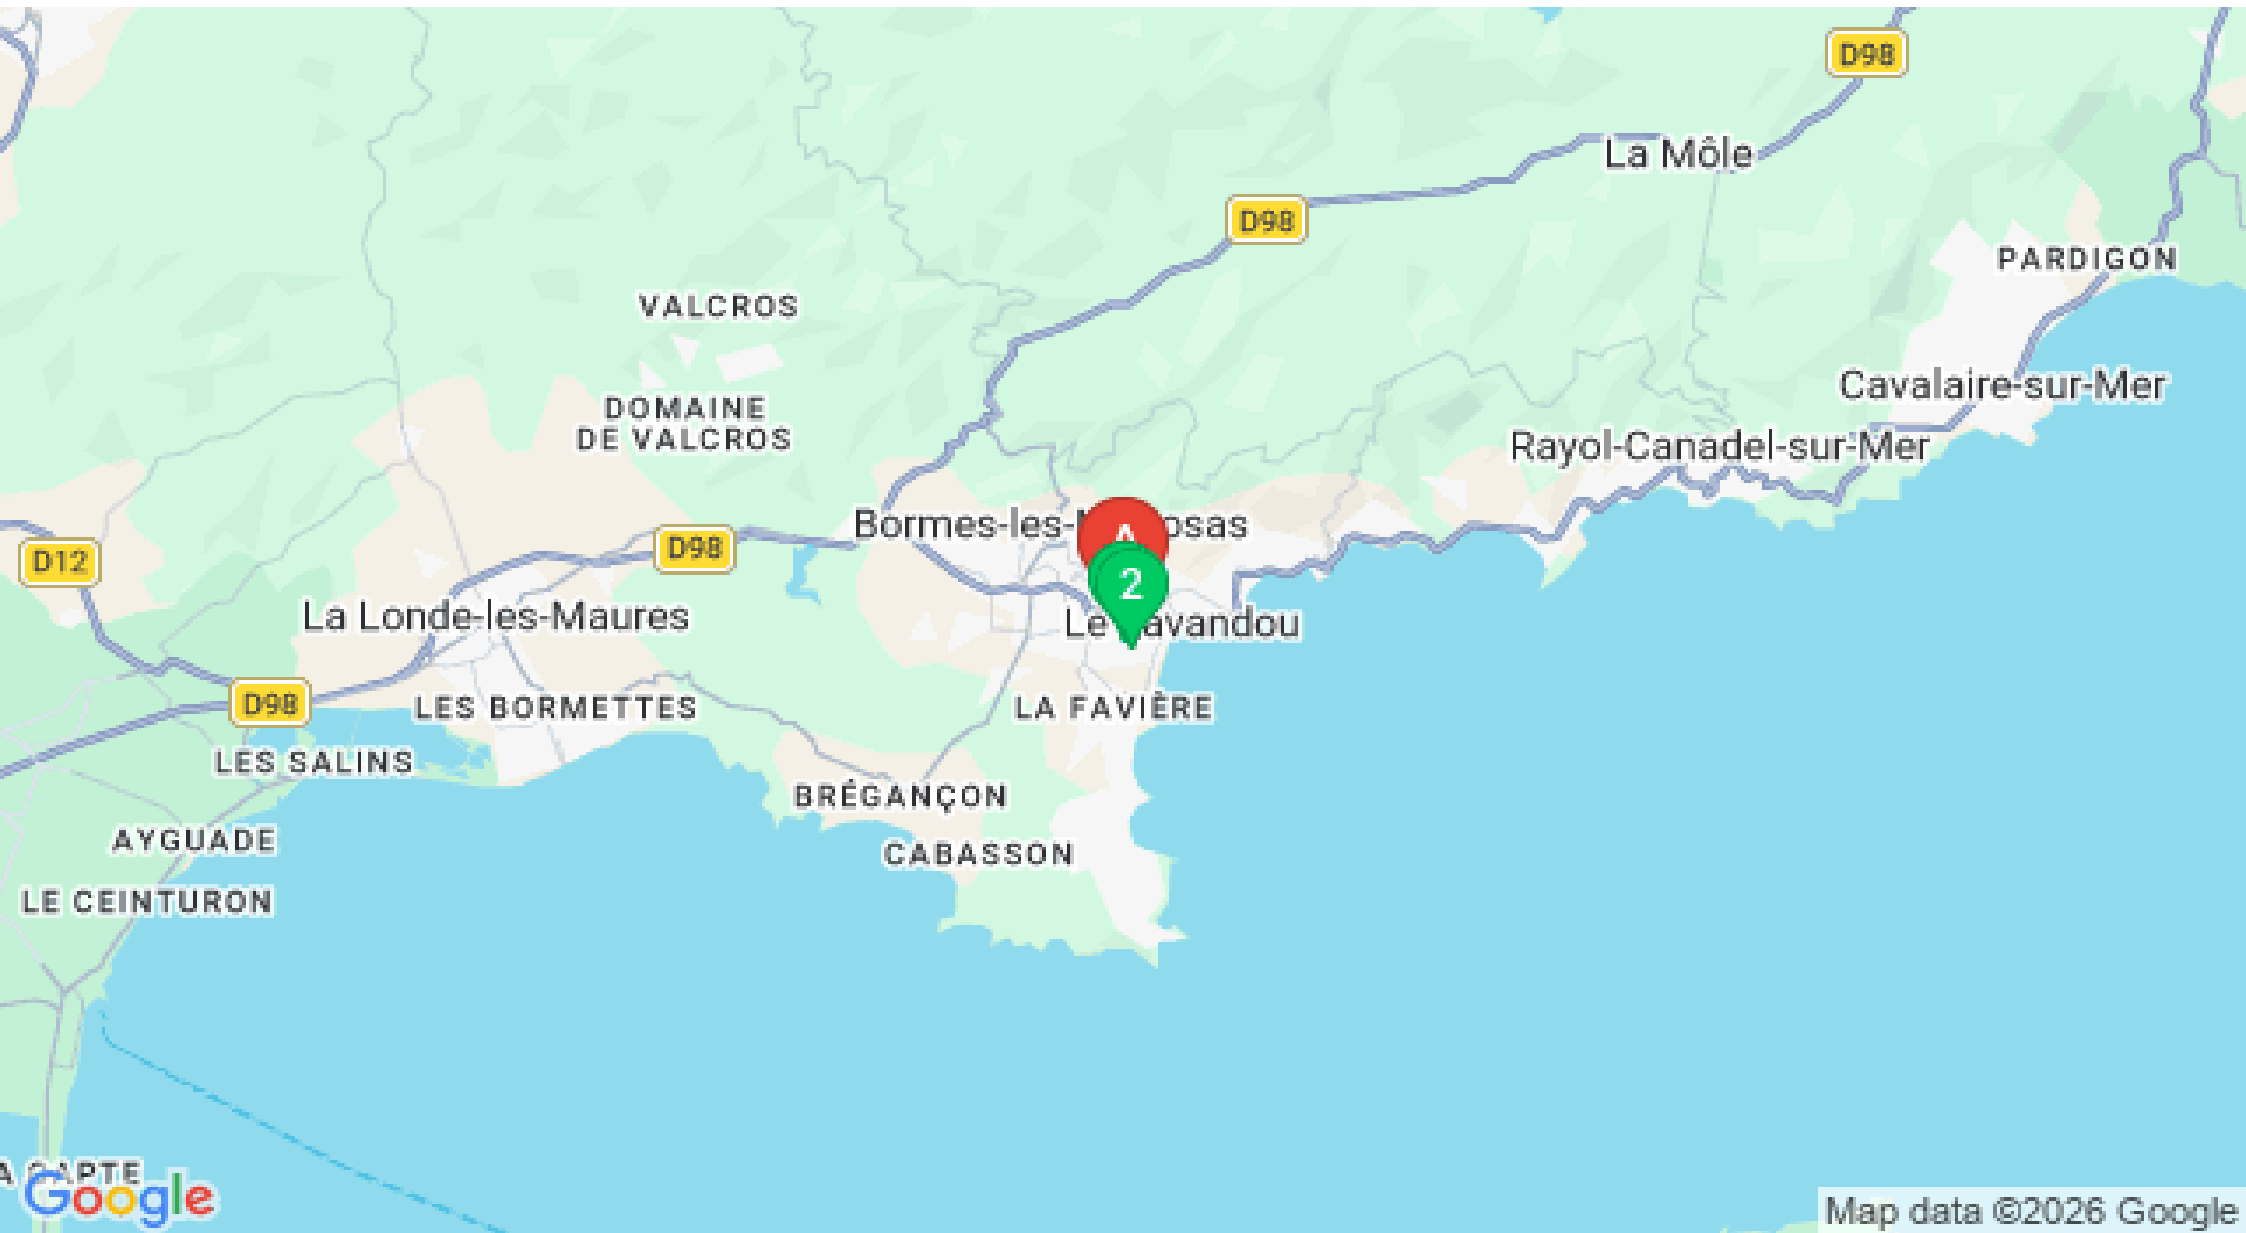 D98
La Môle
D98
PARDIGON
VALCROS
Cavalaire-sur-Mer
DOMAINE
DE VALCROS
Rayol-Canadel-sur-Mer
Bormes-les-
osas
A
D98
D12
2
La Londe-les-Maures
Le
avandou
D98
LES BORMETTES
LA FAVIÈRE
LES SALINS
BRÉGANÇON
AYGUADE
CABASSON
LE CEINTURON
A CAPTE
Google
Map data ©2026 Google